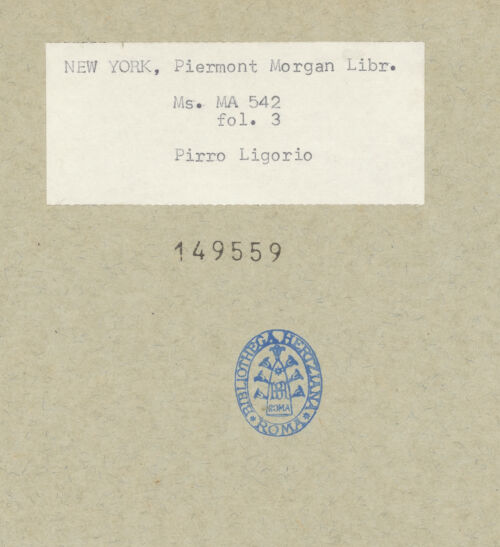 NEW YORK, Piermont Morgan Libr.
Ms. MA 542
fol. 3
Pirro Ligorio
149559
BIBLIOTHECA HERTZIANA
ROMA
ROMA